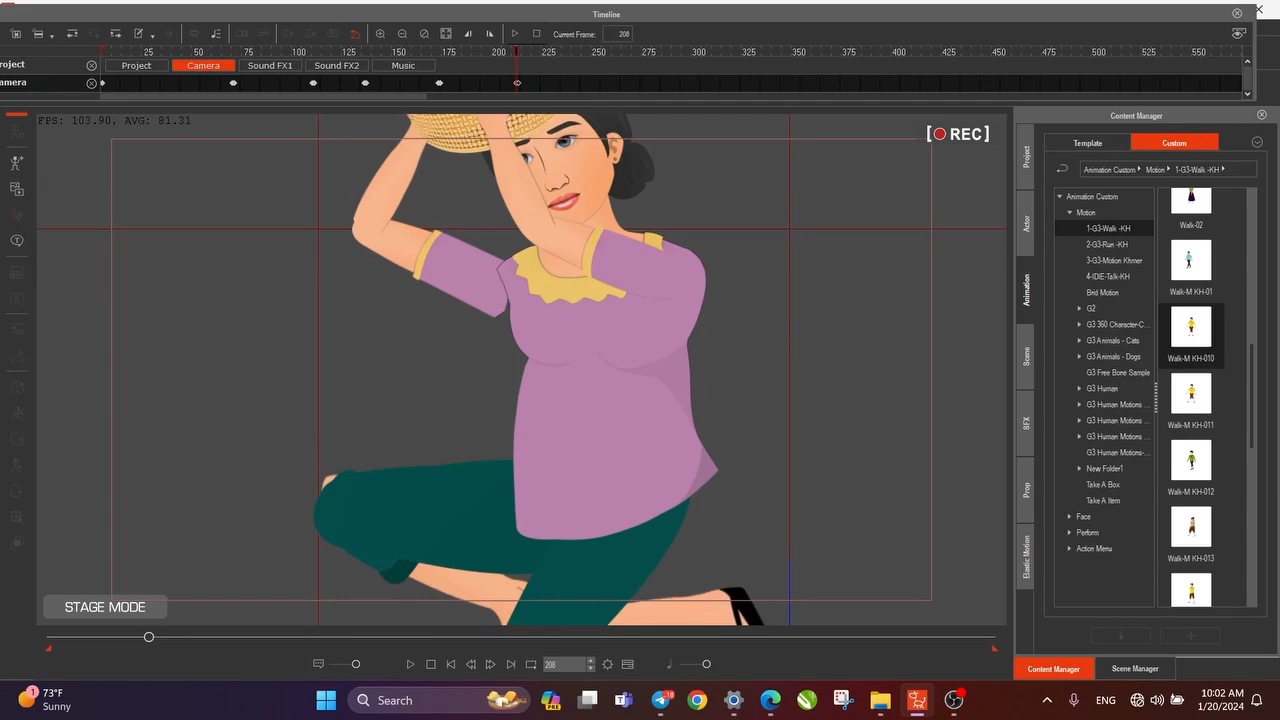 Timeline
Current Frame: 208
25 50 75 100 125 150 175 200 225 250 275 300 325 350 375 400 425 450 475 500 525 550
roject Project Camera Sound FX1 Sound FX2 Music
amera
FPS: 103.90, AVG: 81.31
[ REC]
STAGE MODE
208
Content Manager
Template Custom
Animation Custom Motion 1-G3-Walk -KH
Project
Actor
Animation
Scene
SFX
Prop
Elastic Motion
Animation Custom
Motion
1-G3-Walk -KH
2-G3-Run -KH
3-G3-Motion Khmer
4-IDIE-Talk-KH
Brid Motion
G2
G3 360 Character-C...
G3 Animals - Cats
G3 Animals - Dogs
G3 Free Bone Sample
G3 Human
G3 Human Motions ...
G3 Human Motions ...
G3 Human Motions ...
G3 Human Motions-...
New Folder1
Take A Box
Take A Item
Face
Perform
Action Menu
Walk-02
Walk-M KH-01
Walk-M KH-010
Walk-M KH-011
Walk-M KH-012
Walk-M KH-013
Content Manager Scene Manager
1
73°F
Sunny
Search
PRE
ENG
10:02 AM
1/20/2024